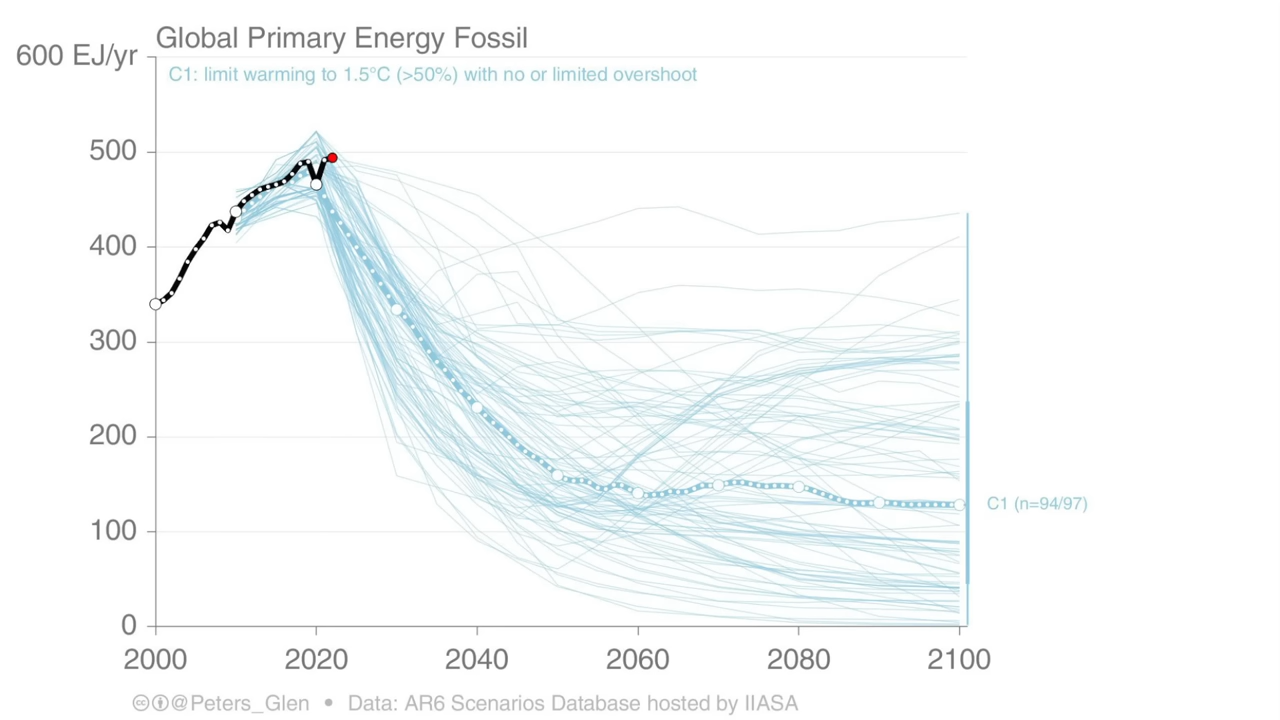 Global Primary Energy Fossil
600 EJ/yr
C1: limit warming to 1.5°C (>50%) with no or limited overshoot
500
400
300
200
100
0
C1 (n=94/97)
2000 2020 2040 2060 2080 2100
@Peters_Glen • Data: AR6 Scenarios Database hosted by IIASA